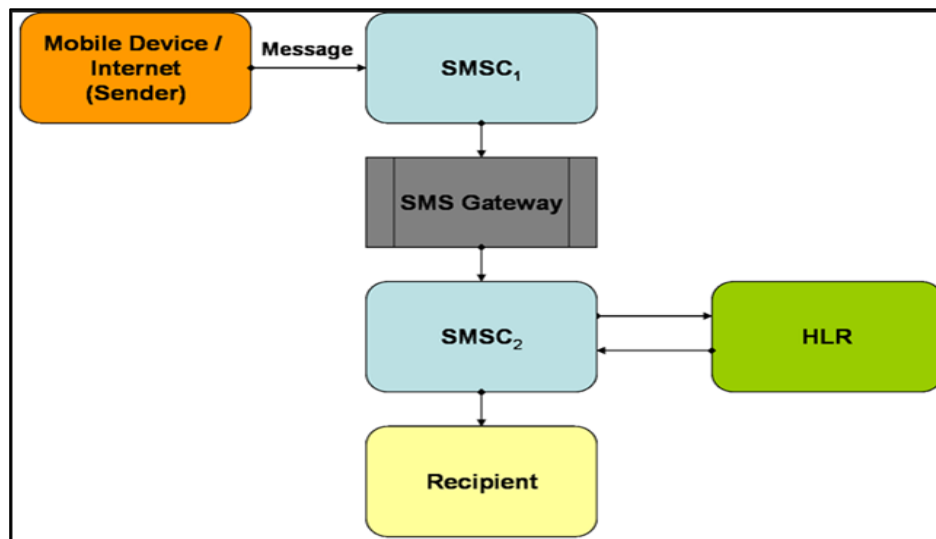 Mobile Device /
Internet
(Sender)
Message
SMSC₁
SMS Gateway
SMSC₂
HLR
Recipient